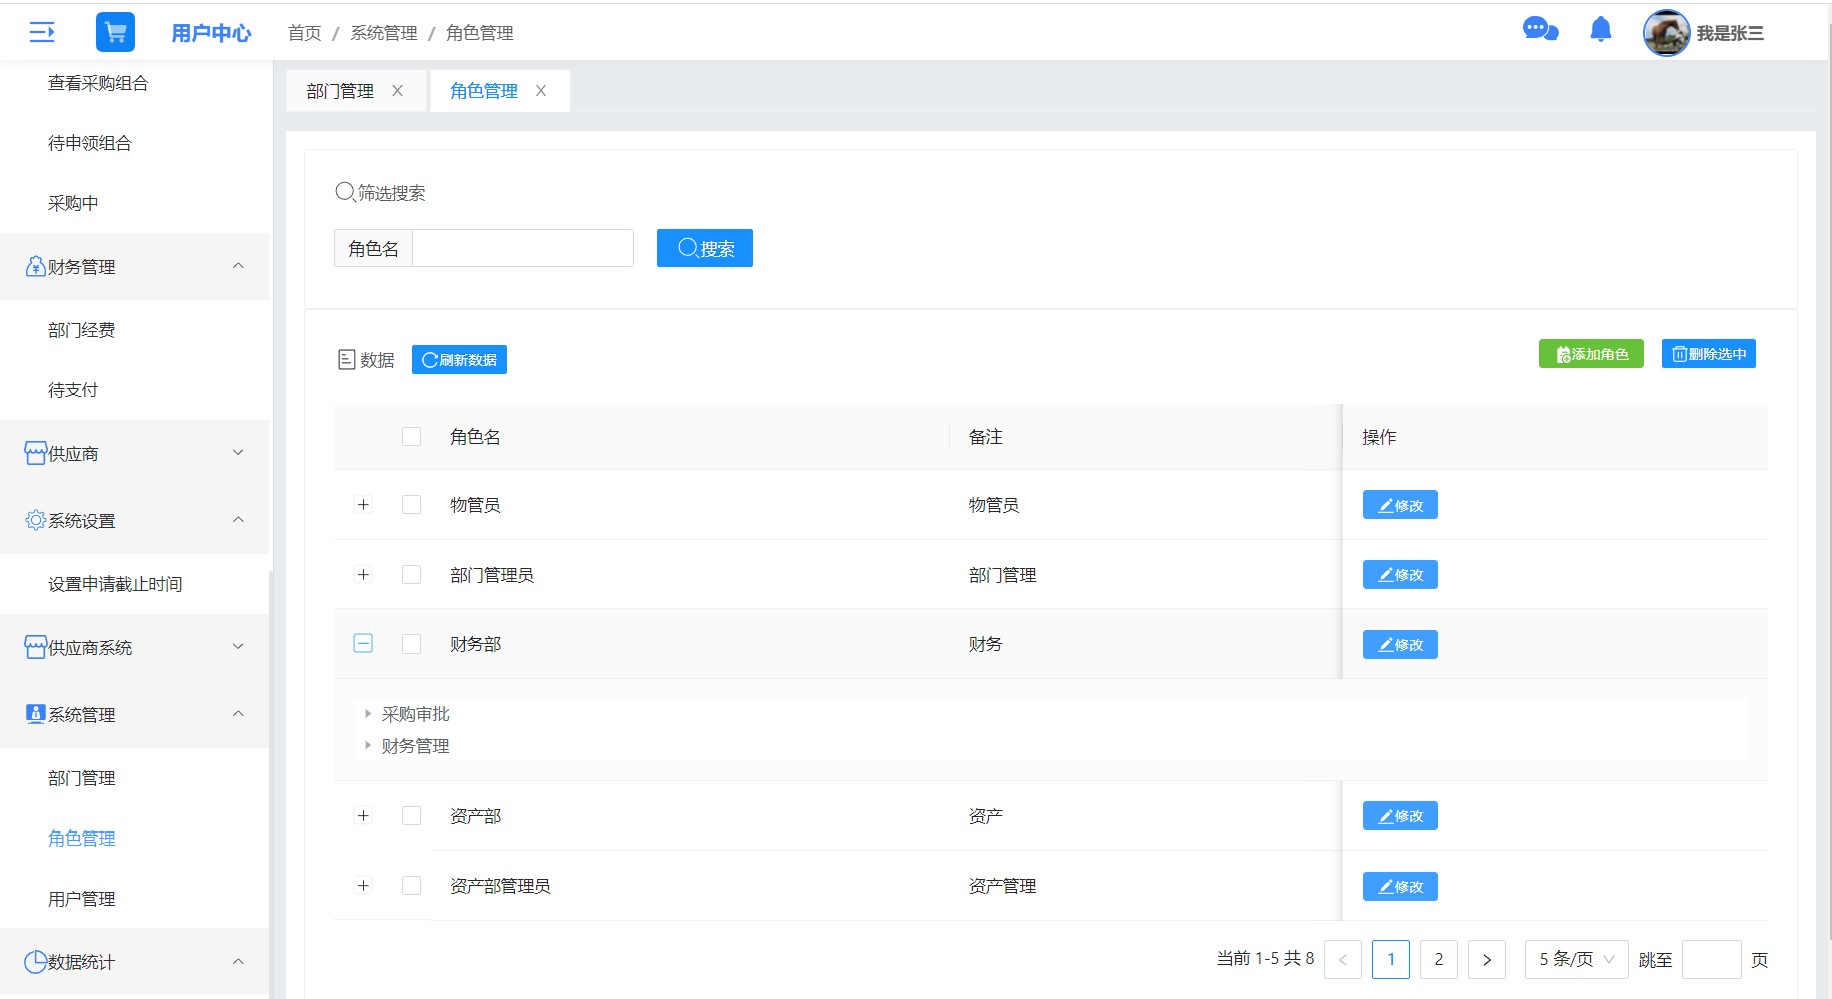 用户中心
首页 / 系统管理 / 角色管理
我是张三
查看采购组合
待申领组合
采购中
财务管理
部门经费
待支付
供应商
系统设置
设置申请截止时间
供应商系统
系统管理
部门管理
角色管理
用户管理
数据统计
部门管理 X
角色管理 X
筛选搜索
角色名
搜索
数据
刷新数据
添加角色
删除选中
角色名 备注 操作
+ 物管员 物管员 修改
+ 部门管理员 部门管理 修改
财务部 财务 修改
采购审批
财务管理
+ 资产部 资产 修改
+ 资产部管理员 资产管理 修改
当前 1-5 共 8 < 1 2 > 5 条/页 跳至 页